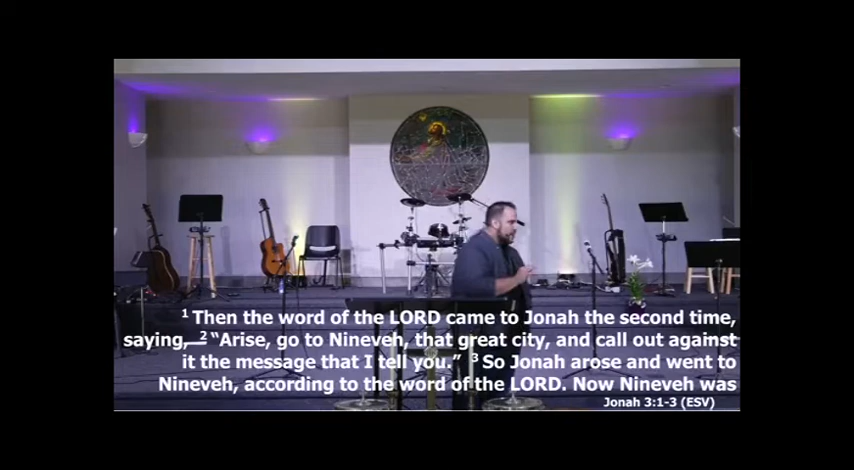 1 Then the word of the LORD came to Jonah the second time,
saying, 2 “Arise, go to Nineveh, that great city, and call out against
it the message that I tell you.” 3 So Jonah arose and went to
Nineveh, according to the word of the LORD. Now Nineveh was
Jonah 3:1-3 (ESV)